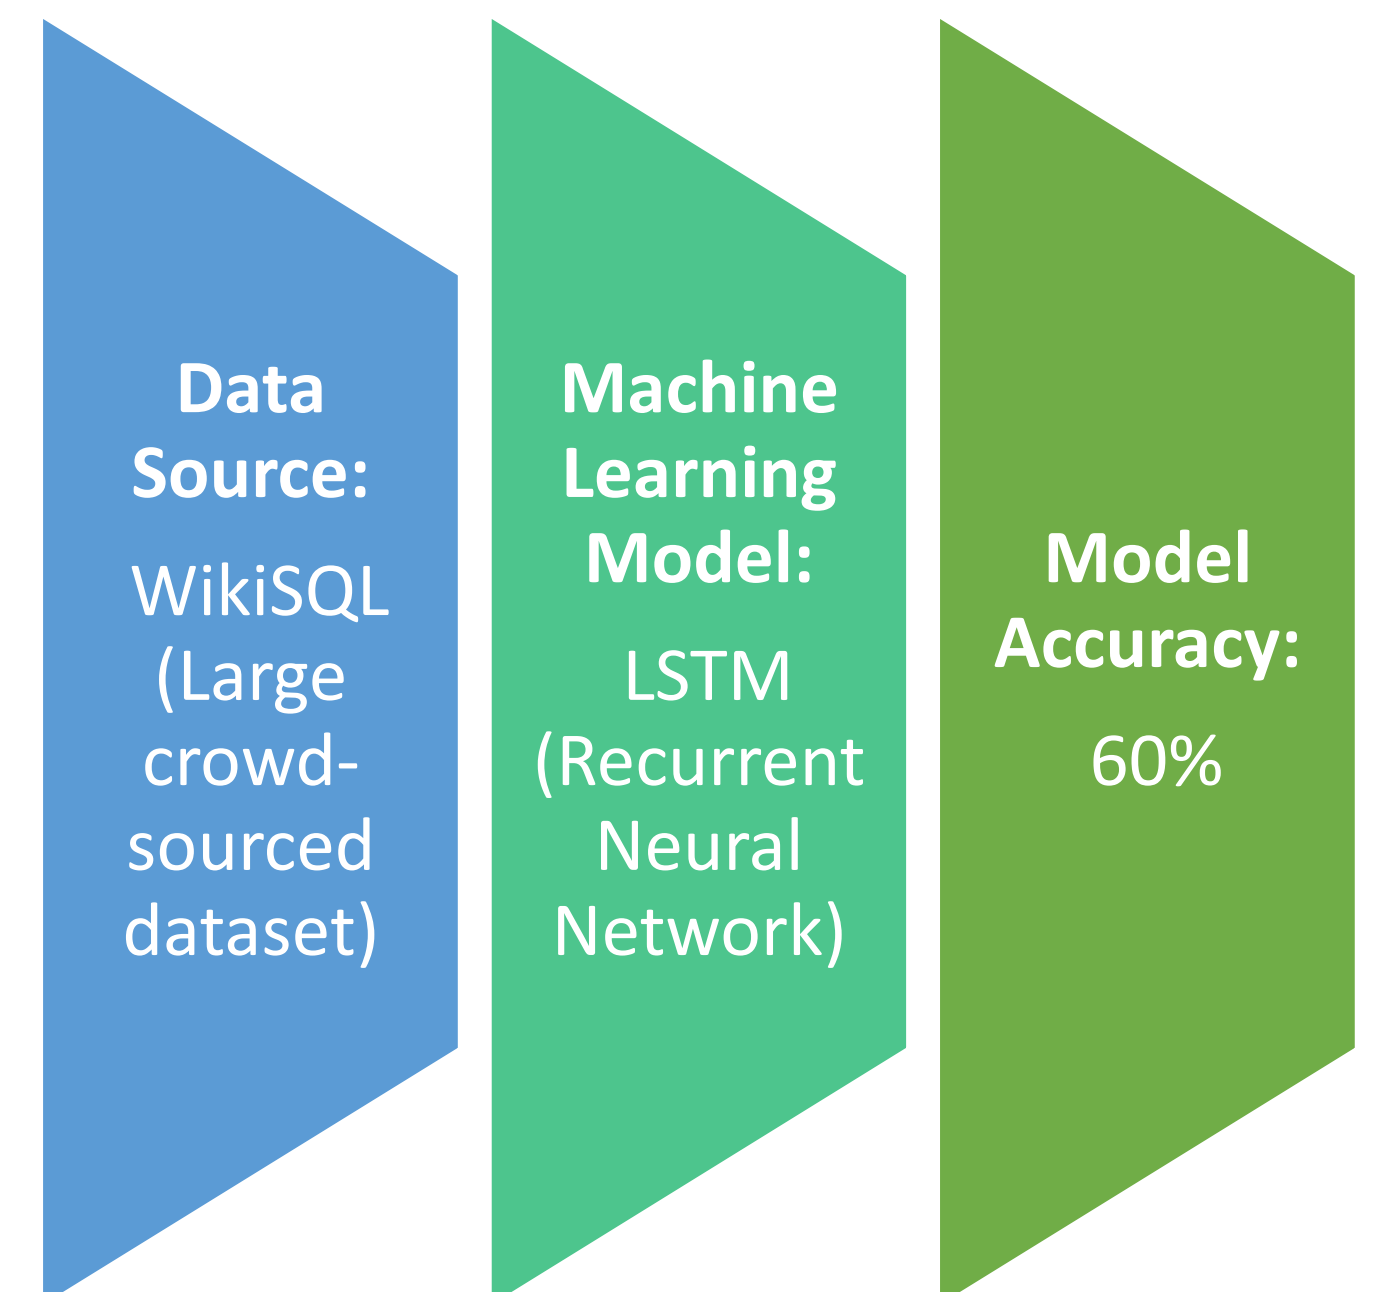 Data
Source:
WikiSQL
(Large
crowd-
sourced
dataset)
Machine
Learning
Model:
LSTM
(Recurrent
Neural
Network)
Model
Accuracy:
60%